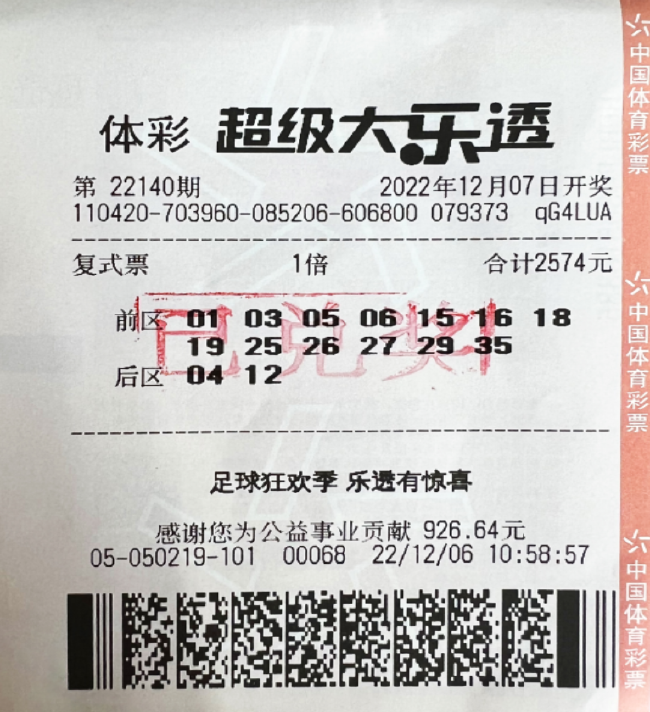 体彩 超级大乐透
第 22140期 2022年12月07日开奖
110420-703960-085206-606800 079373 qG4LUA
复式票 1倍 合计2574元
前区 01 03 05 06 15 16 18
19 25 26 27 29 35
后区 04 12
已兑奖
足球狂欢季 乐透有惊喜
感谢您为公益事业贡献 926.64元
05-050219-101 00068 22/12/06 10:58:57
中国体育彩票
中国体育彩票
中国体育彩票